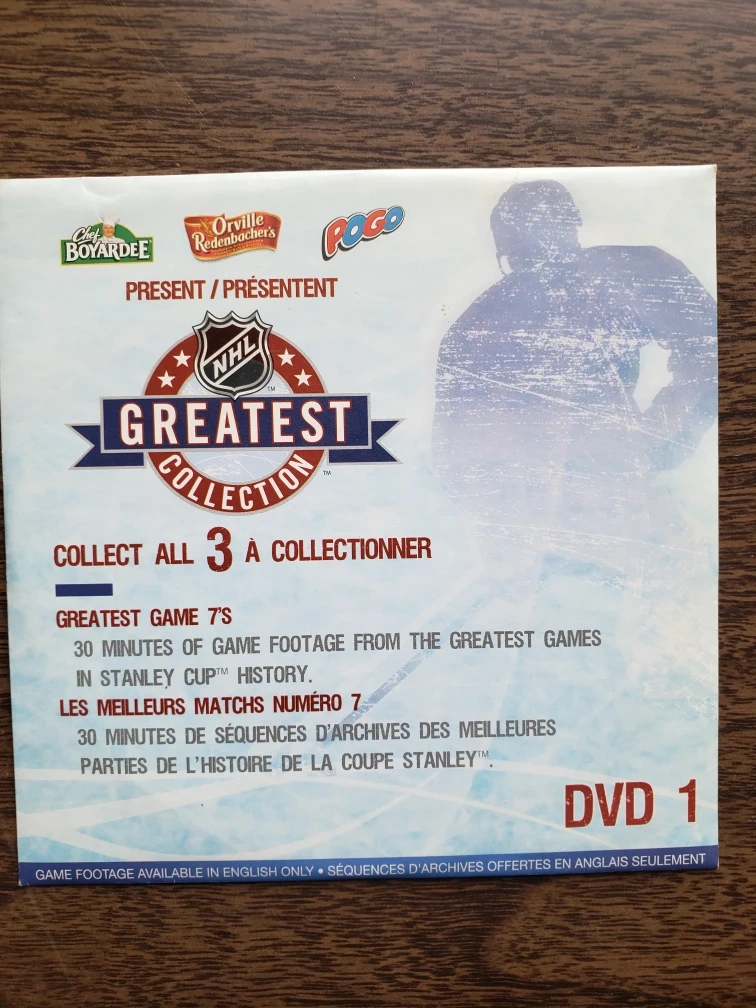 Chef
BOYARDEE
Orville
Redenbacher's
POGO
PRESENT / PRÉSENTENT
NHL
TM
GREATEST
COLLECTION
TM
COLLECT ALL 3 À COLLECTIONNER
GREATEST GAME 7'S
30 MINUTES OF GAME FOOTAGE FROM THE GREATEST GAMES
IN STANLEY CUP™ HISTORY.
LES MEILLEURS MATCHS NUMÉRO 7
30 MINUTES DE SÉQUENCES D'ARCHIVES DES MEILLEURES
PARTIES DE L'HISTOIRE DE LA COUPE STANLEY™.
DVD 1
GAME FOOTAGE AVAILABLE IN ENGLISH ONLY • SÉQUENCES D'ARCHIVES OFFERTES EN ANGLAIS SEULEMENT